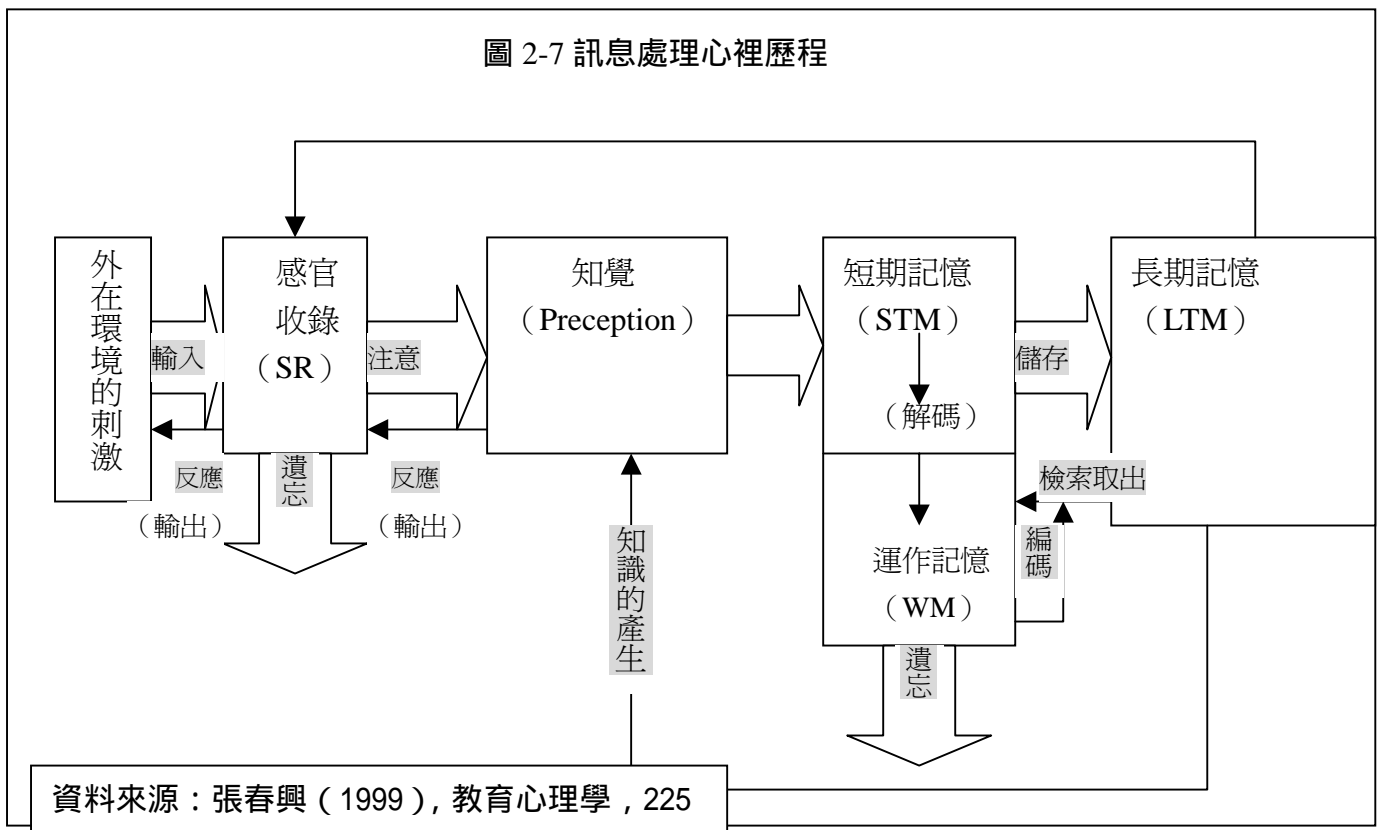 圖 2-7 訊息處理心裡歷程
外在環境的刺激
輸入
反應
（輸出）
感官
收錄
（SR）
遺忘
注意
反應
（輸出）
知覺
（Preception）
知識的產生
短期記憶
（STM）
（解碼）
運作記憶
（WM）
遺忘
儲存
檢索取出
編碼
長期記憶
（LTM）
資料來源：張春興（1999）, 教育心理學，225